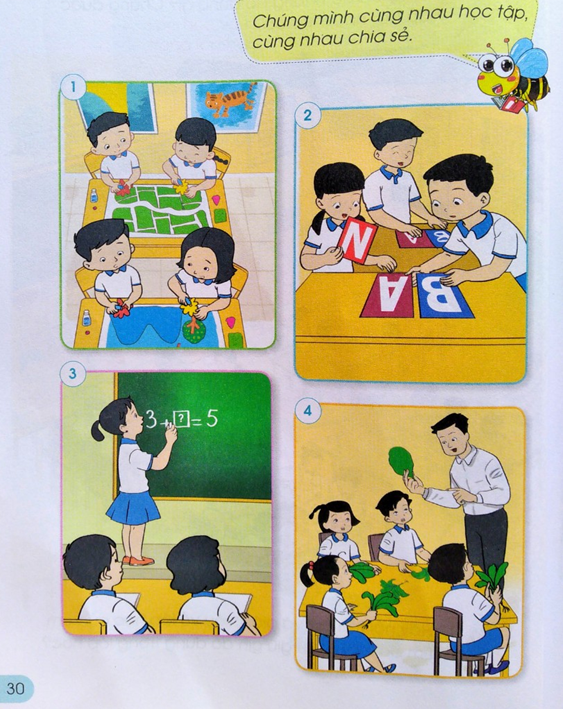 Chúng mình cùng nhau học tập,
cùng nhau chia sẻ.
1
2
N
A
B
A
B
3
3 + ? = 5
4
30